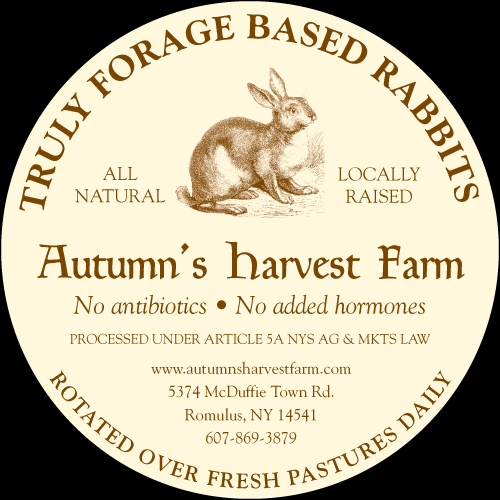 TRULY FORAGE BASED RABBITS
ALL
NATURAL
LOCALLY
RAISED
Autumn's Harvest Farm
No antibiotics • No added hormones
PROCESSED UNDER ARTICLE 5A NYS AG & MKTS LAW
www.autumnsharvestfarm.com
5374 McDuffie Town Rd.
Romulus, NY 14541
607-869-3879
ROTATED OVER FRESH PASTURES DAILY